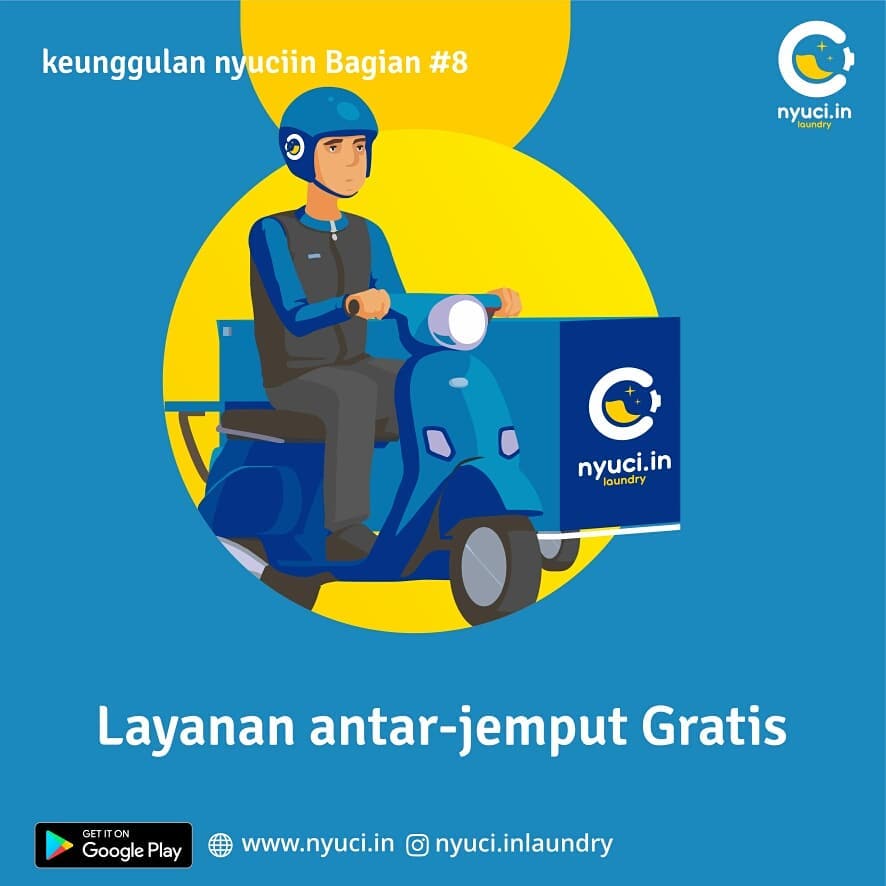 keunggulan nyuciin Bagian #8
nyuci.in
laundry
nyuci.in
laundry
Layanan antar-jemput Gratis
GET IT ON
Google Play
www.nyuci.in
nyuci.inlaundry